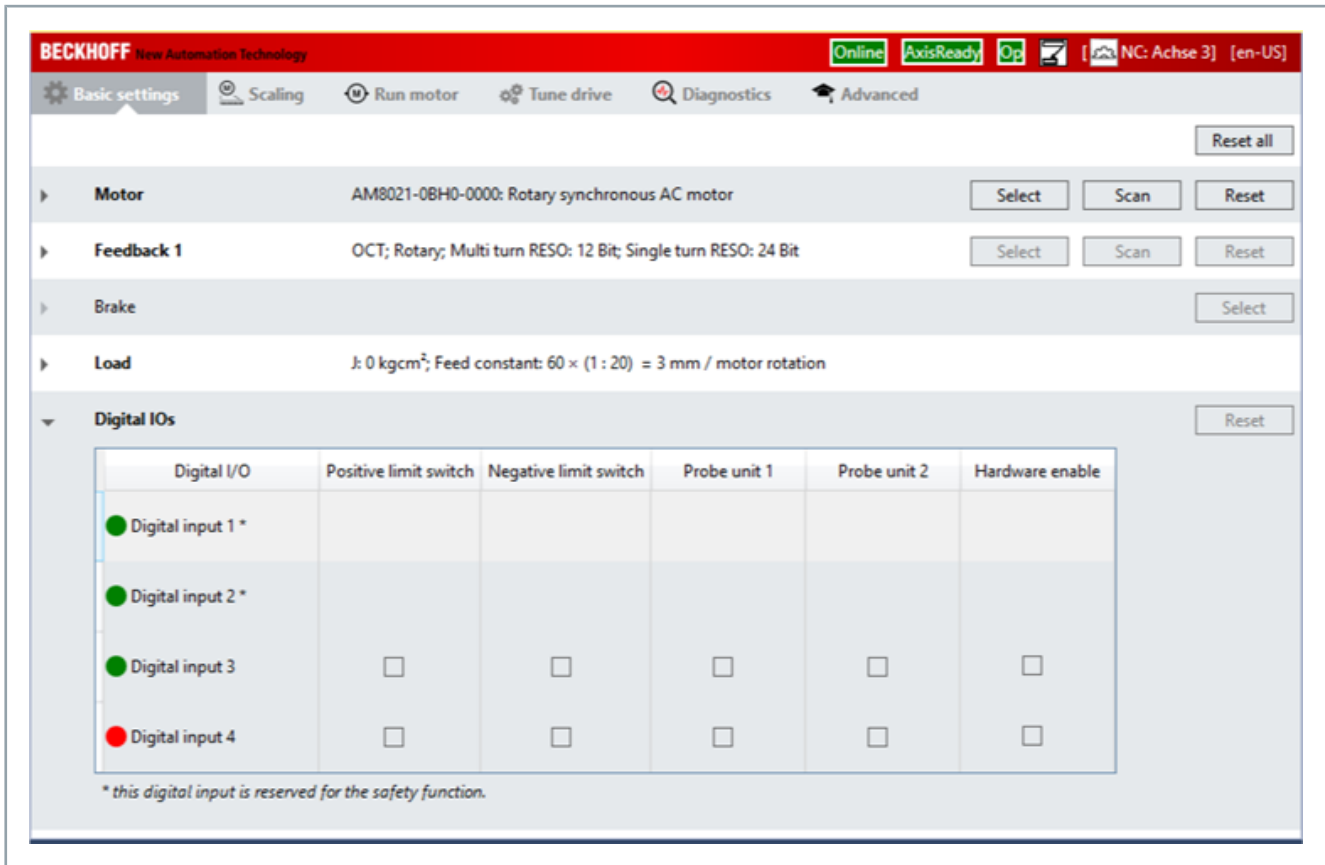 BECKHOFF New Automation Technology Online AxisReady Op [ NC: Achse 3] [en-US]
Basic settings Scaling Run motor Tune drive Diagnostics Advanced
Reset all
Motor AM8021-0BH0-0000: Rotary synchronous AC motor Select Scan Reset
Feedback 1 OCT; Rotary; Multi turn RESO: 12 Bit; Single turn RESO: 24 Bit Select Scan Reset
Brake Select
Load J: 0 kgcm²; Feed constant: 60 × (1 : 20) = 3 mm / motor rotation
Digital IOs Reset
Digital I/O Positive limit switch Negative limit switch Probe unit 1 Probe unit 2 Hardware enable
Digital input 1 *
Digital input 2 *
Digital input 3
Digital input 4
* this digital input is reserved for the safety function.